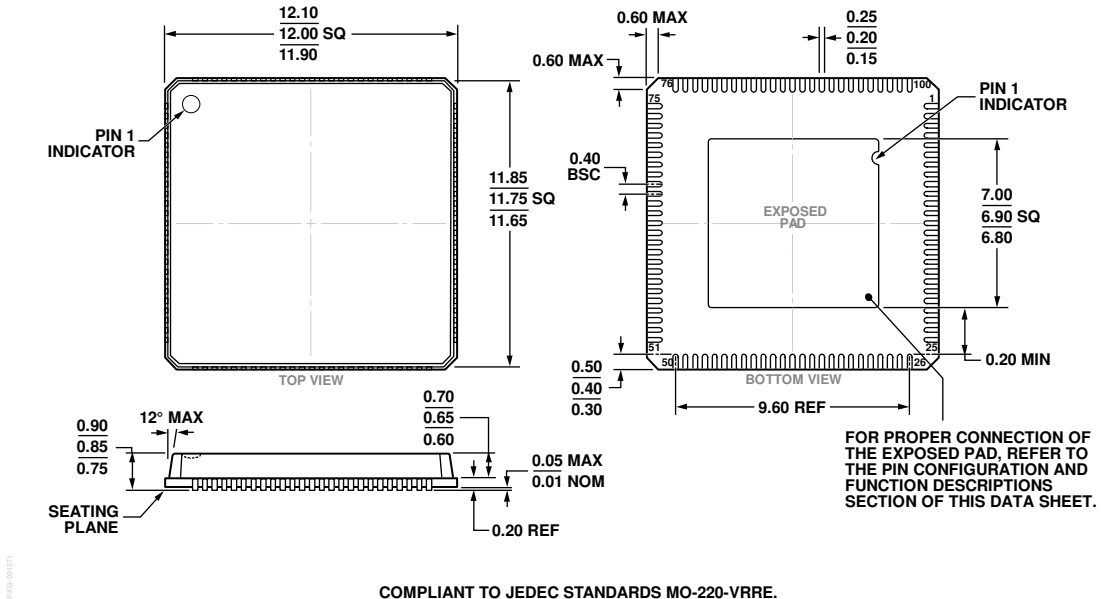 12.10
12.00 SQ
11.90
PIN 1
INDICATOR
11.85
11.75 SQ
11.65
TOP VIEW
0.60 MAX
0.60 MAX
0.25
0.20
0.15
76
100
75
1
PIN 1
INDICATOR
0.40
BSC
EXPOSED
PAD
7.00
6.90 SQ
6.80
51
25
50
26
0.20 MIN
0.50
0.40
0.30
BOTTOM VIEW
9.60 REF
FOR PROPER CONNECTION OF
THE EXPOSED PAD, REFER TO
THE PIN CONFIGURATION AND
FUNCTION DESCRIPTIONS
SECTION OF THIS DATA SHEET.
12° MAX
0.90
0.85
0.75
0.70
0.65
0.60
0.05 MAX
0.01 NOM
SEATING
PLANE
0.20 REF
PKG-001271
COMPLIANT TO JEDEC STANDARDS MO-220-VRRE.